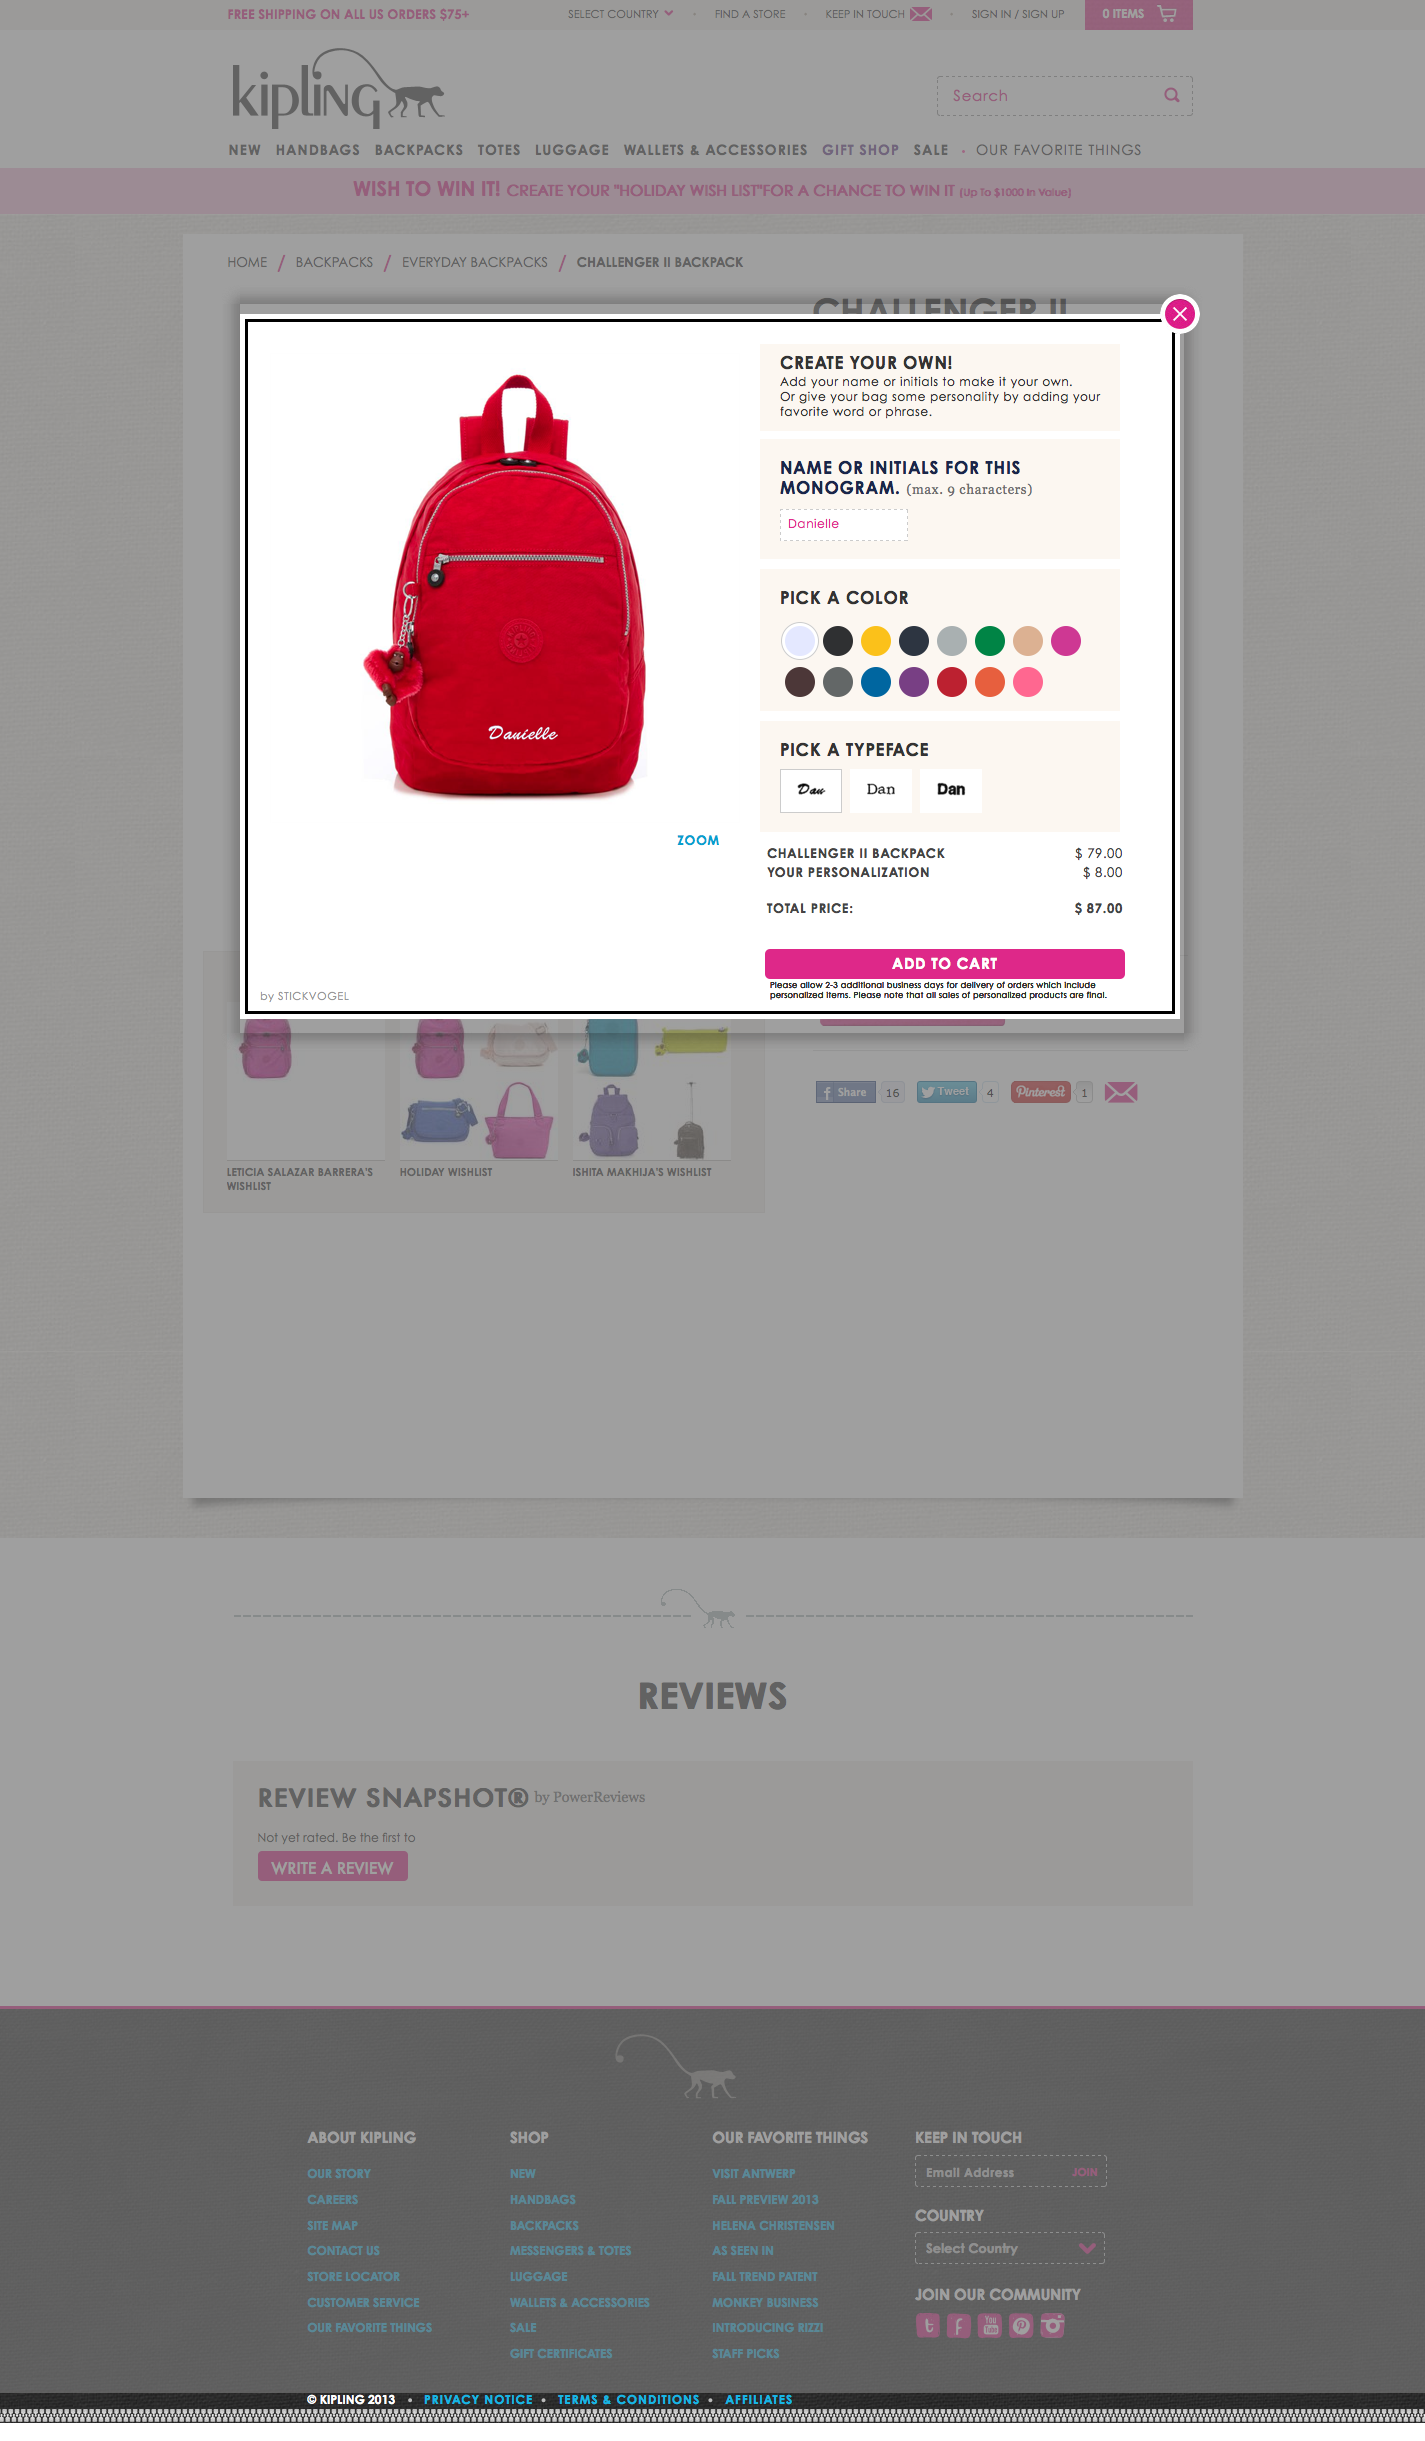 FREE SHIPPING ON ALL US ORDERS $75+
SELECT COUNTRY • FIND A STORE • KEEP IN TOUCH • SIGN IN / SIGN UP
0 ITEMS
kipling
Search
NEW HANDBAGS BACKPACKS TOTES LUGGAGE WALLETS & ACCESSORIES GIFT SHOP SALE • OUR FAVORITE THINGS
WISH TO WIN IT! CREATE YOUR "HOLIDAY WISH LIST"FOR A CHANCE TO WIN IT (Up To $1000 in Value)
HOME / BACKPACKS / EVERYDAY BACKPACKS / CHALLENGER II BACKPACK
CHALLENGER II
CREATE YOUR OWN!
Add your name or initials to make it your own.
Or give your bag some personality by adding your
favorite word or phrase.
NAME OR INITIALS FOR THIS
MONOGRAM. (max. 9 characters)
Danielle
PICK A COLOR
Danielle
PICK A TYPEFACE
Dan Dan Dan
ZOOM
CHALLENGER II BACKPACK $ 79.00
YOUR PERSONALIZATION $ 8.00
TOTAL PRICE: $ 87.00
ADD TO CART
Please allow 2-3 additional business days for delivery of orders which include
personalized items. Please note that all sales of personalized products are final.
by STICKVOGEL
Share 16 Tweet 4 Pinterest 1
LETICIA SALAZAR BARRERA'S
WISHLIST
HOLIDAY WISHLIST
ISHITA MAKHIJA'S WISHLIST
REVIEWS
REVIEW SNAPSHOT® by PowerReviews
Not yet rated. Be the first to
WRITE A REVIEW
ABOUT KIPLING
OUR STORY
CAREERS
SITE MAP
CONTACT US
STORE LOCATOR
CUSTOMER SERVICE
OUR FAVORITE THINGS
SHOP
NEW
HANDBAGS
BACKPACKS
MESSENGERS & TOTES
LUGGAGE
WALLETS & ACCESSORIES
SALE
GIFT CERTIFICATES
OUR FAVORITE THINGS
VISIT ANTWERP
FALL PREVIEW 2013
HELENA CHRISTENSEN
AS SEEN IN
FALL TREND PATENT
MONKEY BUSINESS
INTRODUCING RIZZI
STAFF PICKS
KEEP IN TOUCH
Email Address JOIN
COUNTRY
Select Country
JOIN OUR COMMUNITY
You Tube
© KIPLING 2013 • PRIVACY NOTICE • TERMS & CONDITIONS • AFFILIATES